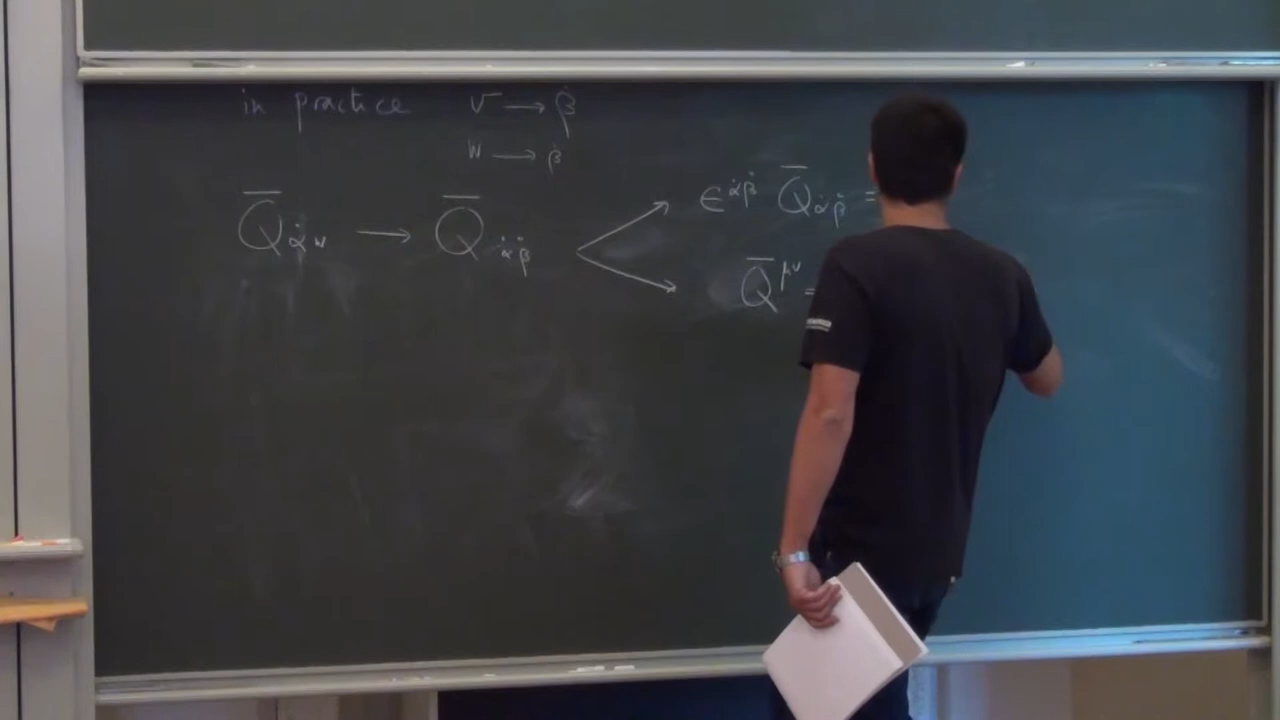 in practice v → β̇
w → β̇
Q̄_{α̇ w} → Q̄_{α̇β̇}
ϵ^{α̇β̇} Q̄_{α̇β̇} =
Q̄^{μν} =